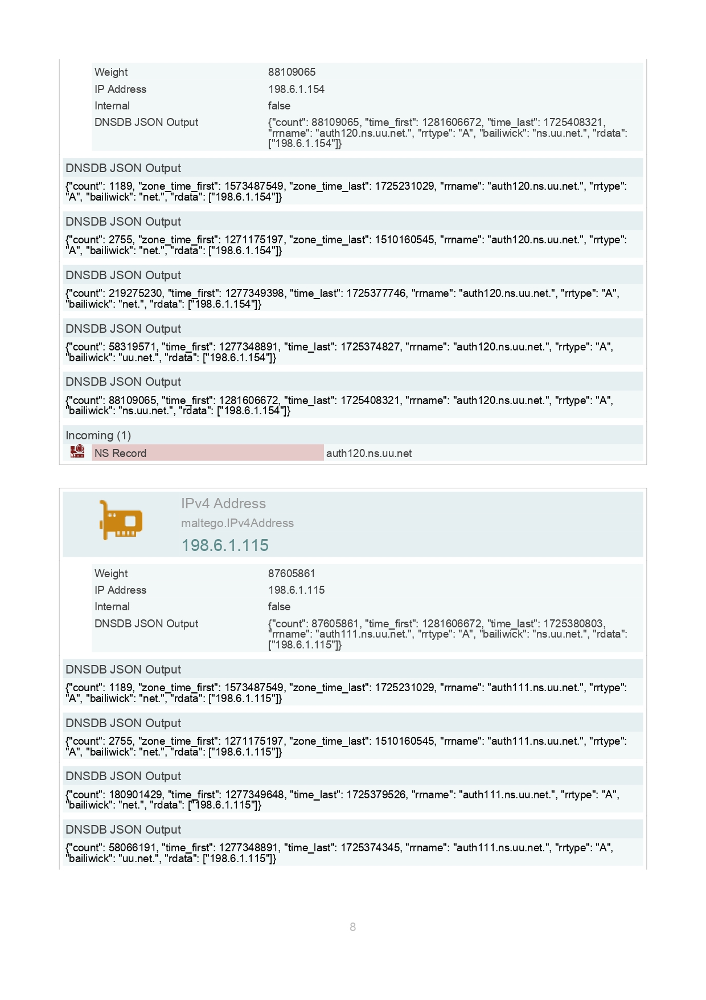 Weight 88109065
IP Address 198.6.1.154
Internal false
DNSDB JSON Output {"count": 88109065, "time_first": 1281606672, "time_last": 1725408321,
"rrname": "auth120.ns.uu.net.", "rrtype": "A", "bailiwick": "ns.uu.net.", "rdata":
["198.6.1.154"]}
DNSDB JSON Output
{"count": 1189, "zone_time_first": 1573487549, "zone_time_last": 1725231029, "rrname": "auth120.ns.uu.net.", "rrtype":
"A", "bailiwick": "net.", "rdata": ["198.6.1.154"]}
DNSDB JSON Output
{"count": 2755, "zone_time_first": 1271175197, "zone_time_last": 1510160545, "rrname": "auth120.ns.uu.net.", "rrtype":
"A", "bailiwick": "net.", "rdata": ["198.6.1.154"]}
DNSDB JSON Output
{"count": 219275230, "time_first": 1277349398, "time_last": 1725377746, "rrname": "auth120.ns.uu.net.", "rrtype": "A",
"bailiwick": "net.", "rdata": ["198.6.1.154"]}
DNSDB JSON Output
{"count": 58319571, "time_first": 1277348891, "time_last": 1725374827, "rrname": "auth120.ns.uu.net.", "rrtype": "A",
"bailiwick": "uu.net.", "rdata": ["198.6.1.154"]}
DNSDB JSON Output
{"count": 88109065, "time_first": 1281606672, "time_last": 1725408321, "rrname": "auth120.ns.uu.net.", "rrtype": "A",
"bailiwick": "ns.uu.net.", "rdata": ["198.6.1.154"]}
Incoming (1)
NS Record auth120.ns.uu.net
IPv4 Address
maltego.IPv4Address
198.6.1.115
Weight 87605861
IP Address 198.6.1.115
Internal false
DNSDB JSON Output {"count": 87605861, "time_first": 1281606672, "time_last": 1725380803,
"rrname": "auth111.ns.uu.net.", "rrtype": "A", "bailiwick": "ns.uu.net.", "rdata":
["198.6.1.115"]}
DNSDB JSON Output
{"count": 1189, "zone_time_first": 1573487549, "zone_time_last": 1725231029, "rrname": "auth111.ns.uu.net.", "rrtype":
"A", "bailiwick": "net.", "rdata": ["198.6.1.115"]}
DNSDB JSON Output
{"count": 2755, "zone_time_first": 1271175197, "zone_time_last": 1510160545, "rrname": "auth111.ns.uu.net.", "rrtype":
"A", "bailiwick": "net.", "rdata": ["198.6.1.115"]}
DNSDB JSON Output
{"count": 180901429, "time_first": 1277349648, "time_last": 1725379526, "rrname": "auth111.ns.uu.net.", "rrtype": "A",
"bailiwick": "net.", "rdata": ["198.6.1.115"]}
DNSDB JSON Output
{"count": 58066191, "time_first": 1277348891, "time_last": 1725374345, "rrname": "auth111.ns.uu.net.", "rrtype": "A",
"bailiwick": "uu.net.", "rdata": ["198.6.1.115"]}
8